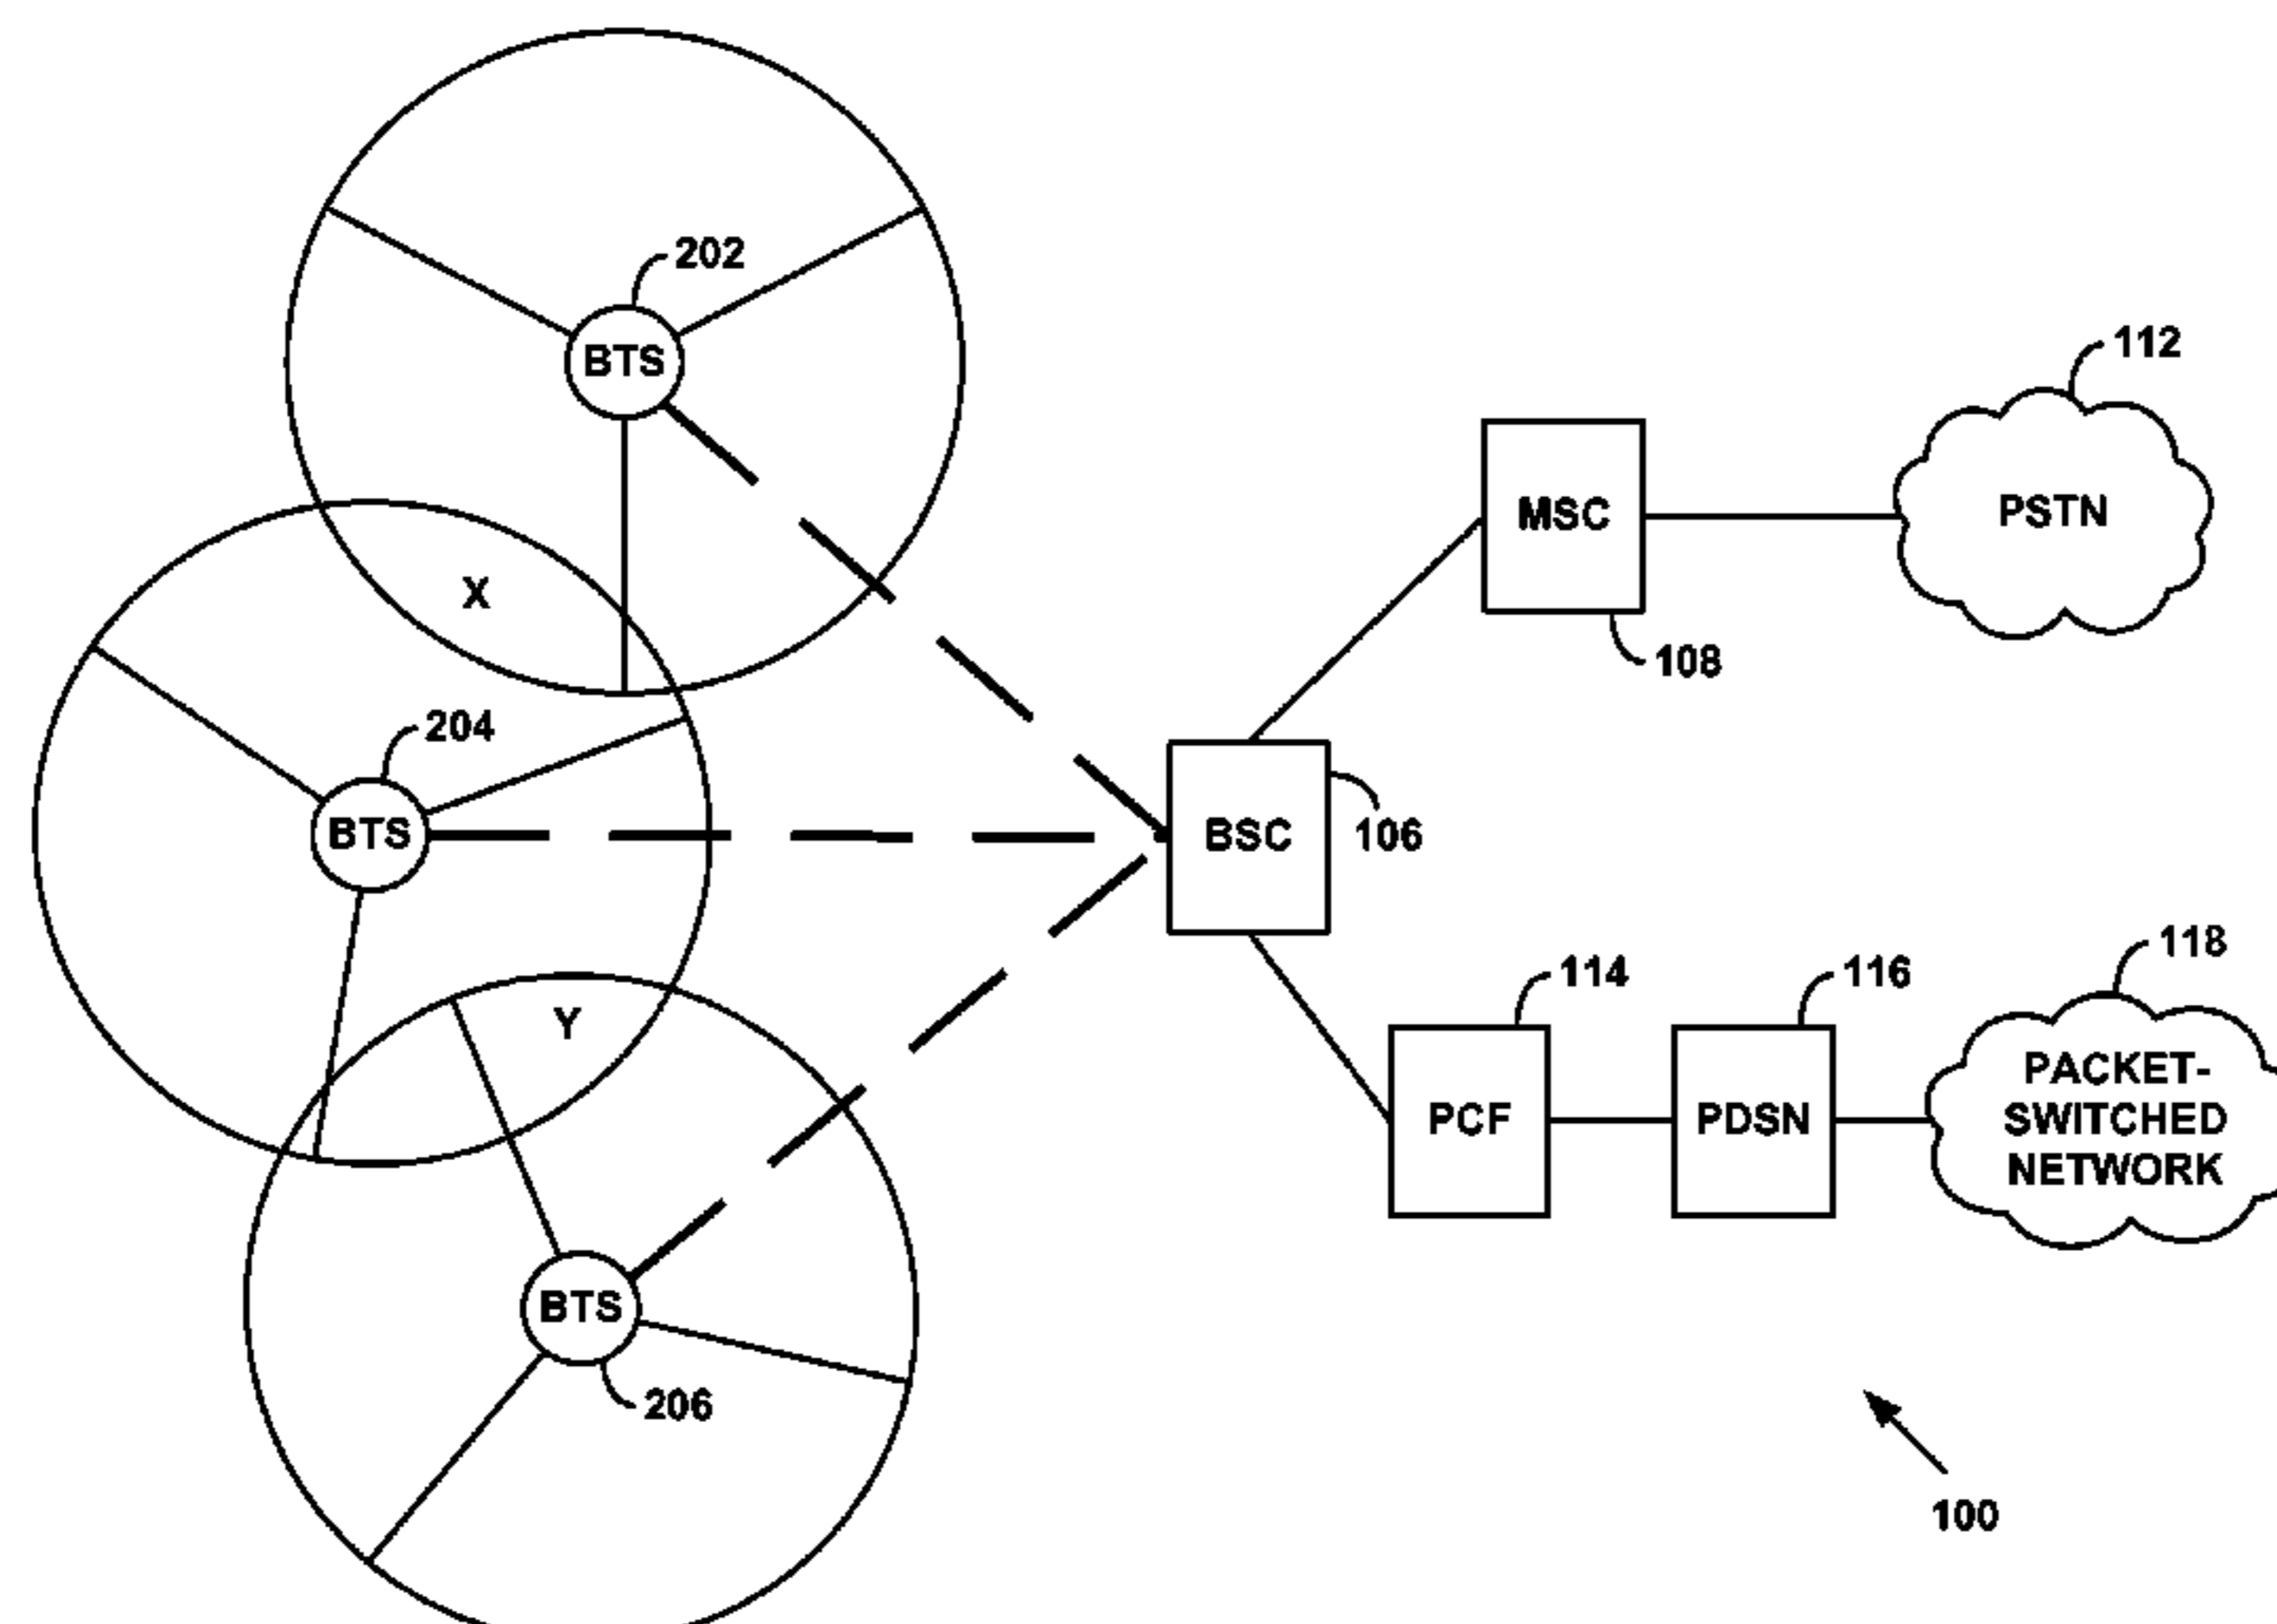 202
BTS
112
MSC
PSTN
X
108
204
BTS
BSC
106
118
114
116
Y
PACKET-
SWITCHED
NETWORK
PCF
PDSN
BTS
206
100